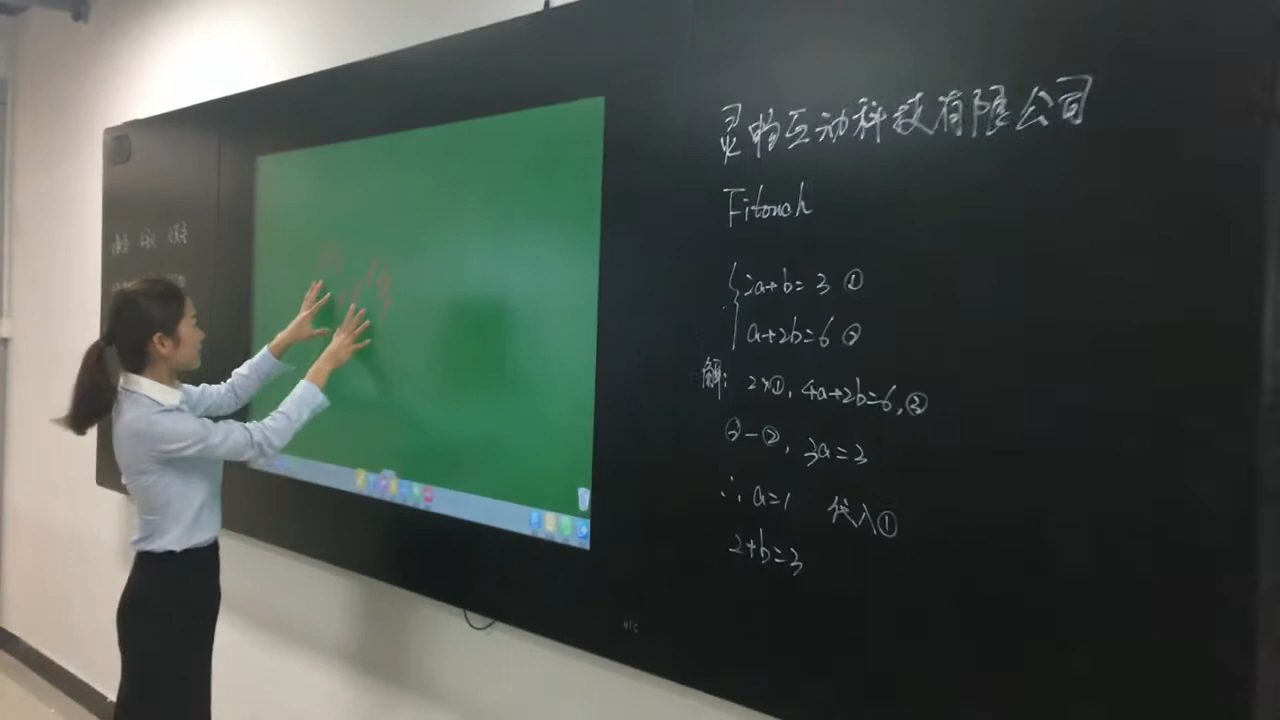 灵畅互动科技有限公司
Fitouch
2a+b=3 ①
a+2b=6 ②
解: 2×①, 4a+2b=6, ③
③-②, 3a=3
∴ a=1 代入①
2+b=3